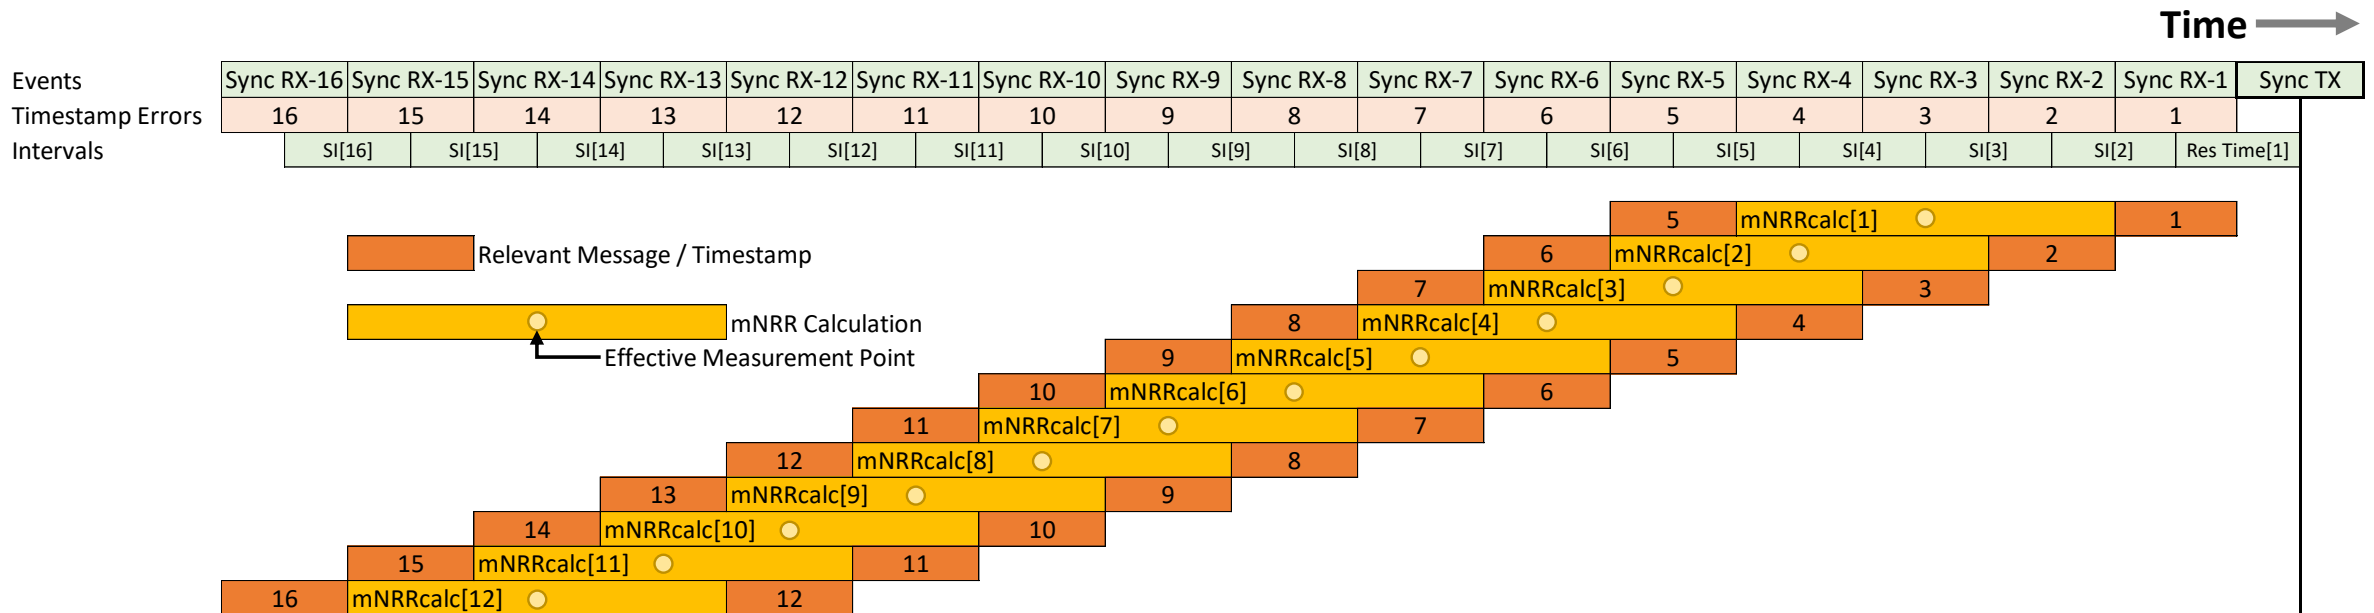 Time
Events Sync RX-16 Sync RX-15 Sync RX-14 Sync RX-13 Sync RX-12 Sync RX-11 Sync RX-10 Sync RX-9 Sync RX-8 Sync RX-7 Sync RX-6 Sync RX-5 Sync RX-4 Sync RX-3 Sync RX-2 Sync RX-1 Sync TX
Timestamp Errors 16 15 14 13 12 11 10 9 8 7 6 5 4 3 2 1
Intervals SI[16] SI[15] SI[14] SI[13] SI[12] SI[11] SI[10] SI[9] SI[8] SI[7] SI[6] SI[5] SI[4] SI[3] SI[2] Res Time[1]
5 mNRRcalc[1] 1
Relevant Message / Timestamp 6 mNRRcalc[2] 2
7 mNRRcalc[3] 3
mNRR Calculation 8 mNRRcalc[4] 4
Effective Measurement Point 9 mNRRcalc[5] 5
10 mNRRcalc[6] 6
11 mNRRcalc[7] 7
12 mNRRcalc[8] 8
13 mNRRcalc[9] 9
14 mNRRcalc[10] 10
15 mNRRcalc[11] 11
16 mNRRcalc[12] 12